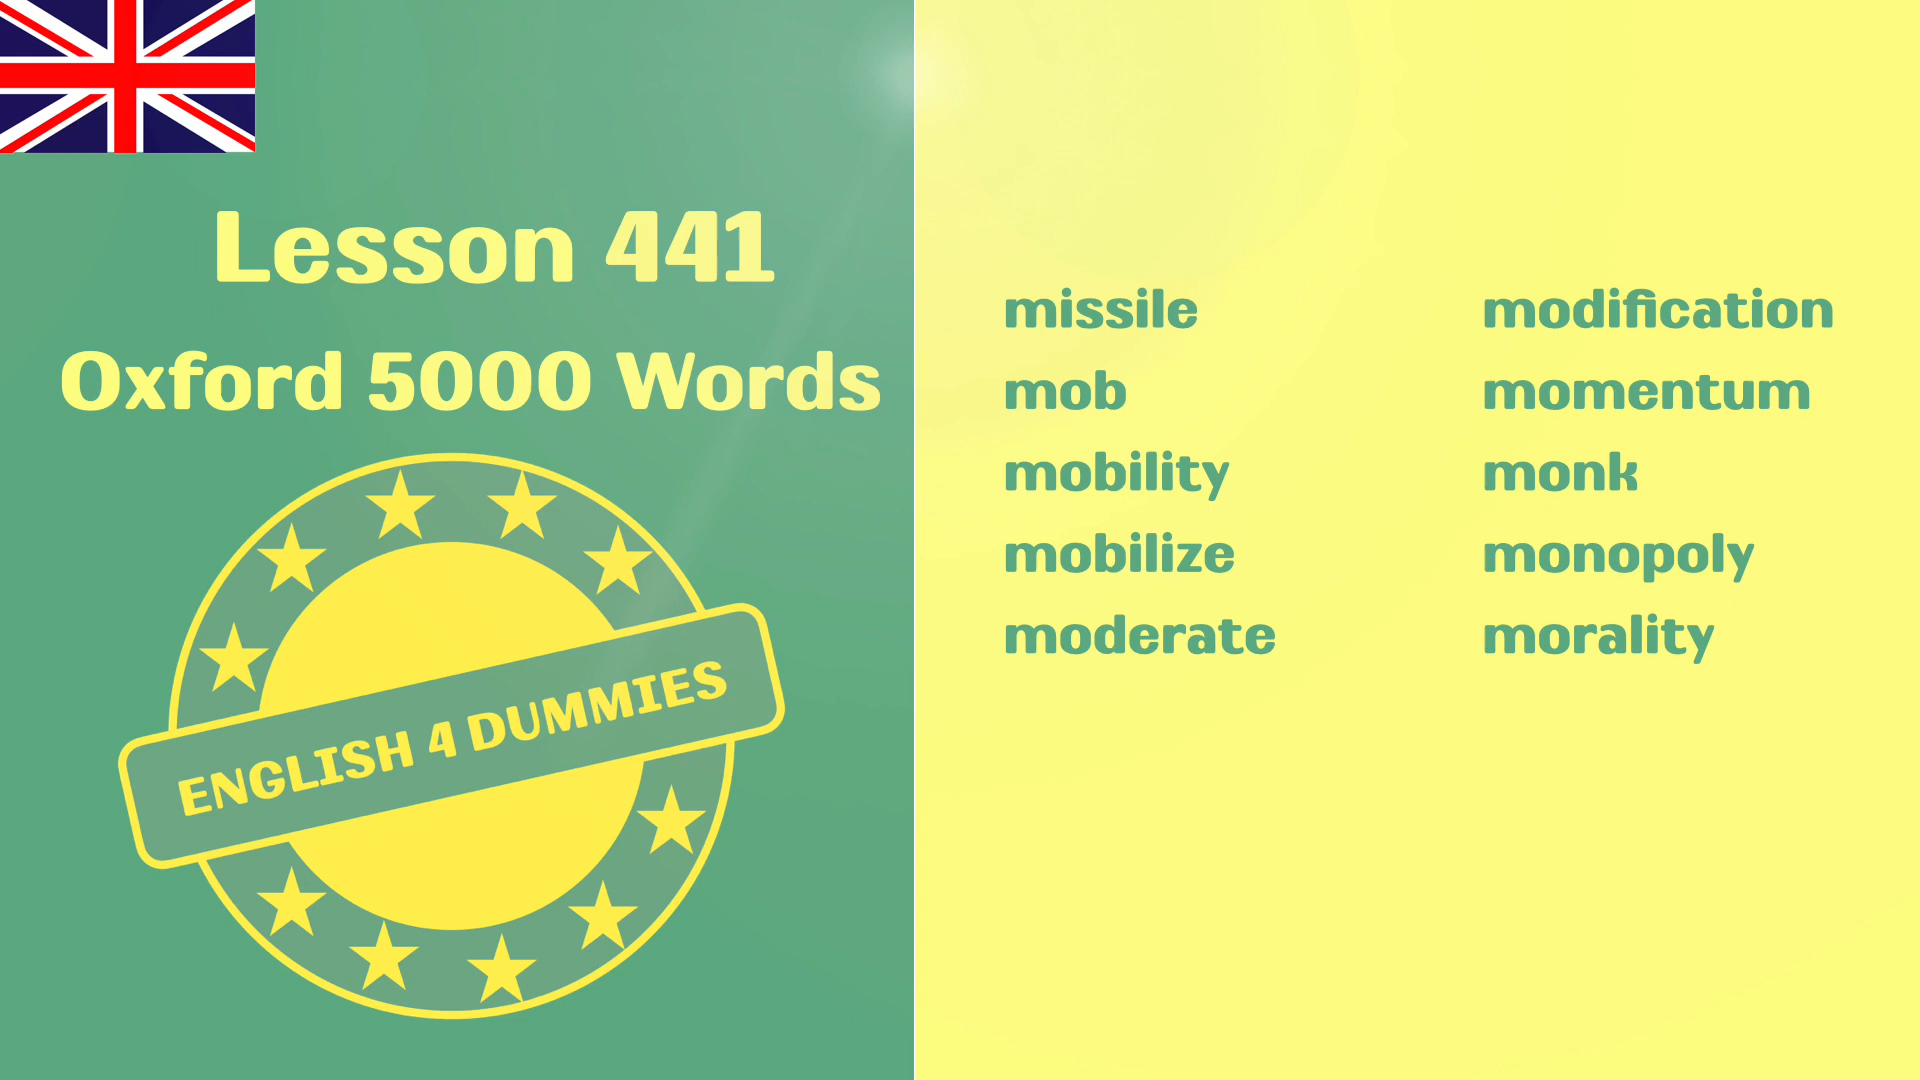 Lesson 441
Oxford 5000 Words
ENGLISH 4 DUMMIES
missile
mob
mobility
mobilize
moderate
modification
momentum
monk
monopoly
morality